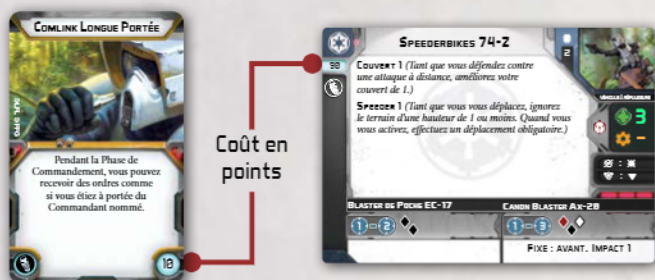 Comlink Longue Portée
Pendant la Phase de
Commandement, vous pouvez
recevoir des ordres comme
si vous étiez à portée du
Commandant nommé.
10
Coût en
points
Speederbikes 74-Z
2
90
Couvert 1 (Tant que vous défendez contre
une attaque à distance, améliorez votre
couvert de 1.)
Speeder 1 (Tant que vous vous déplacez, ignorez
le terrain d'une hauteur de 1 ou moins. Quand vous
vous activez, effectuez un déplacement obligatoire.)
3
–
Blaster de Poche EC-17
1-2
Canon Blaster Ax-20
1-3
Fixe : avant. Impact 1